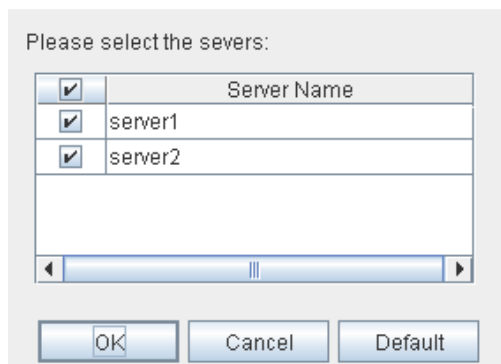 Please select the severs:
Server Name
server1
server2
OK Cancel Default